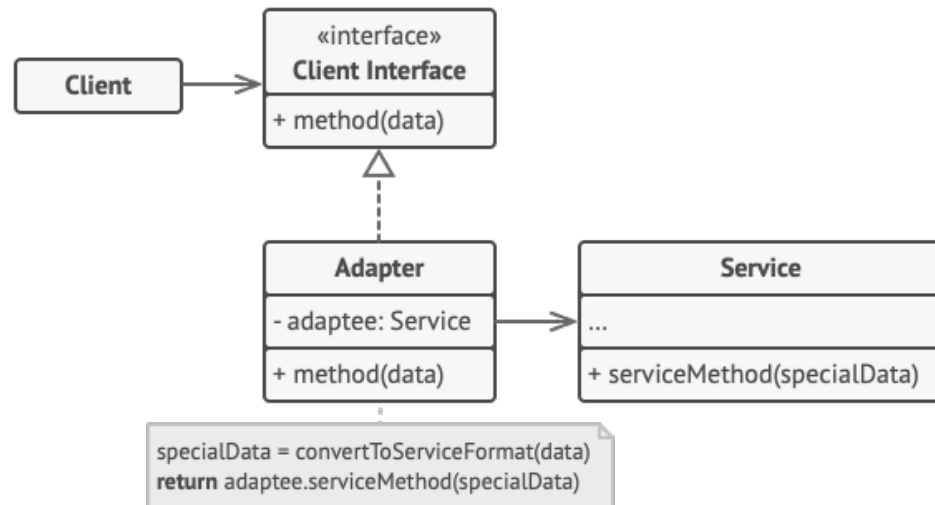 Client
«interface»
Client Interface
+ method(data)
Adapter
- adaptee: Service
+ method(data)
Service
...
+ serviceMethod(specialData)
specialData = convertToServiceFormat(data)
return adaptee.serviceMethod(specialData)